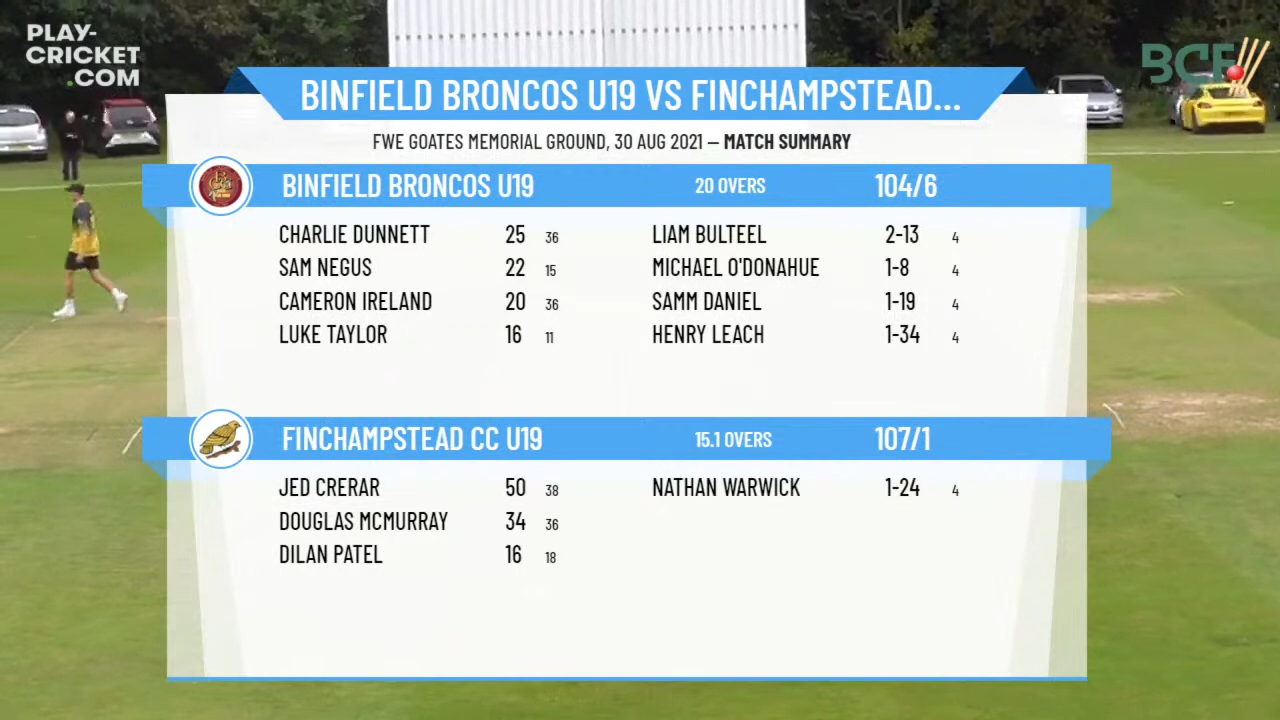 PLAY-
CRICKET
.COM
BCF
BINFIELD BRONCOS U19 VS FINCHAMPSTEAD...
FWE GOATES MEMORIAL GROUND, 30 AUG 2021 – MATCH SUMMARY
BINFIELD BRONCOS U19 20 OVERS 104/6
CHARLIE DUNNETT 25 36 LIAM BULTEEL 2-13 4
SAM NEGUS 22 15 MICHAEL O'DONAHUE 1-8 4
CAMERON IRELAND 20 36 SAMM DANIEL 1-19 4
LUKE TAYLOR 16 11 HENRY LEACH 1-34 4
FINCHAMPSTEAD CC U19 15.1 OVERS 107/1
JED CRERAR 50 38 NATHAN WARWICK 1-24 4
DOUGLAS MCMURRAY 34 36
DILAN PATEL 16 18